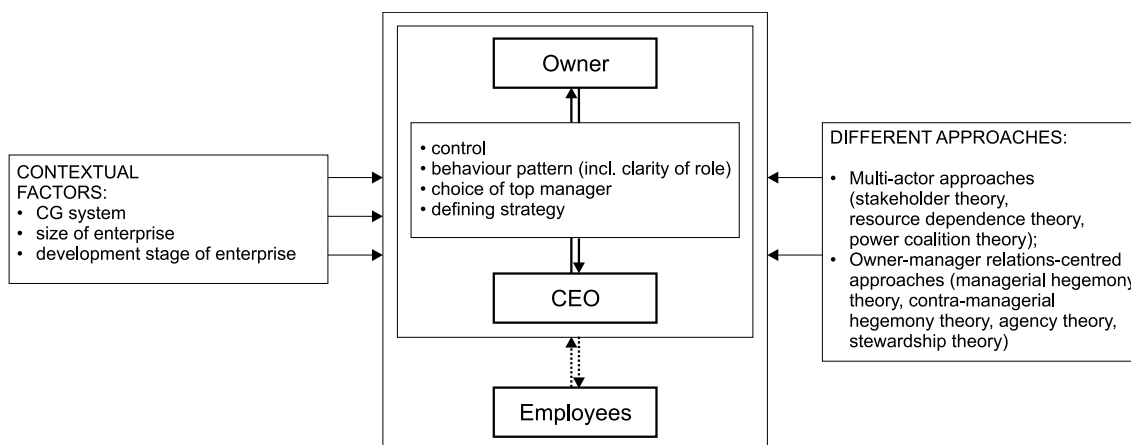 CONTEXTUAL
FACTORS:
• CG system
• size of enterprise
• development stage of enterprise
Owner
• control
• behaviour pattern (incl. clarity of role)
• choice of top manager
• defining strategy
CEO
Employees
DIFFERENT APPROACHES:
• Multi-actor approaches
(stakeholder theory,
resource dependence theory,
power coalition theory);
• Owner-manager relations-centred
approaches (managerial hegemony
theory, contra-managerial
hegemony theory, agency theory,
stewardship theory)